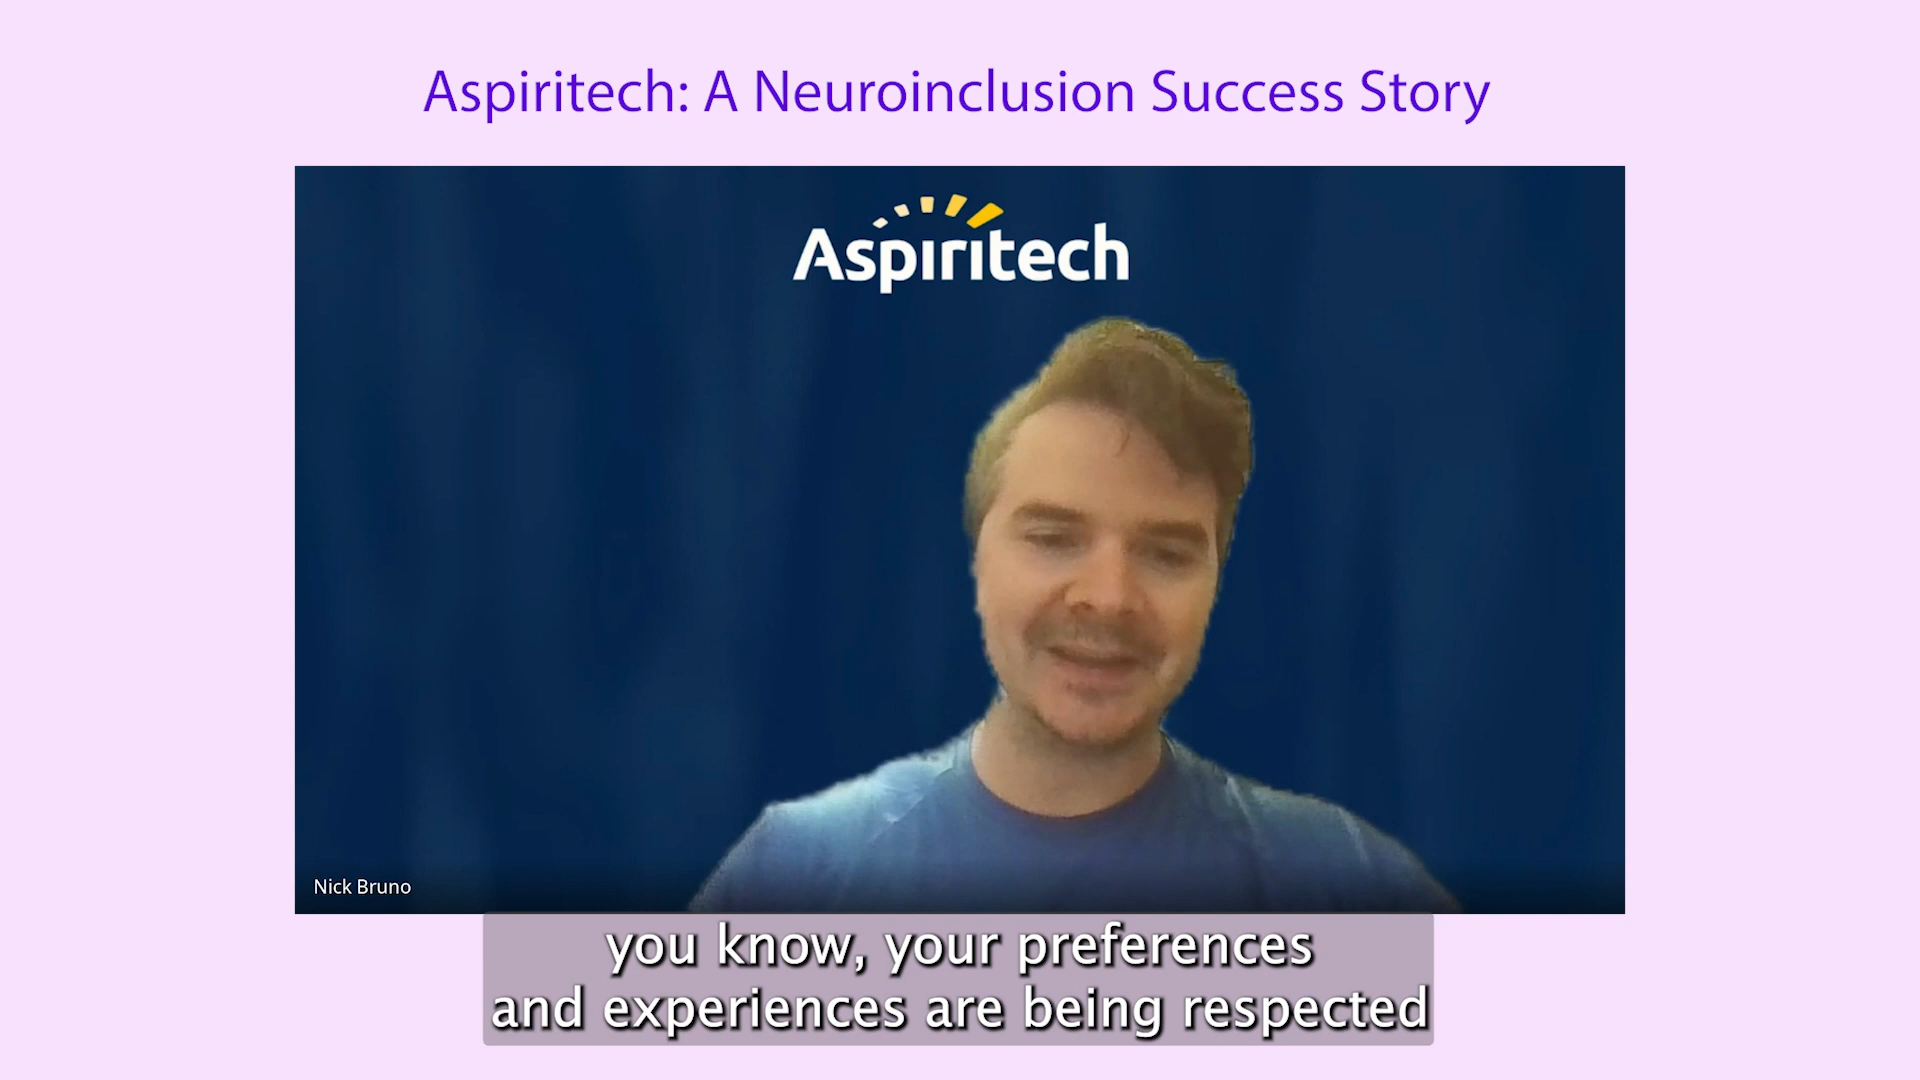 Aspiritech: A Neuroinclusion Success Story
Aspiritech
Nick Bruno
you know, your preferences
and experiences are being respected